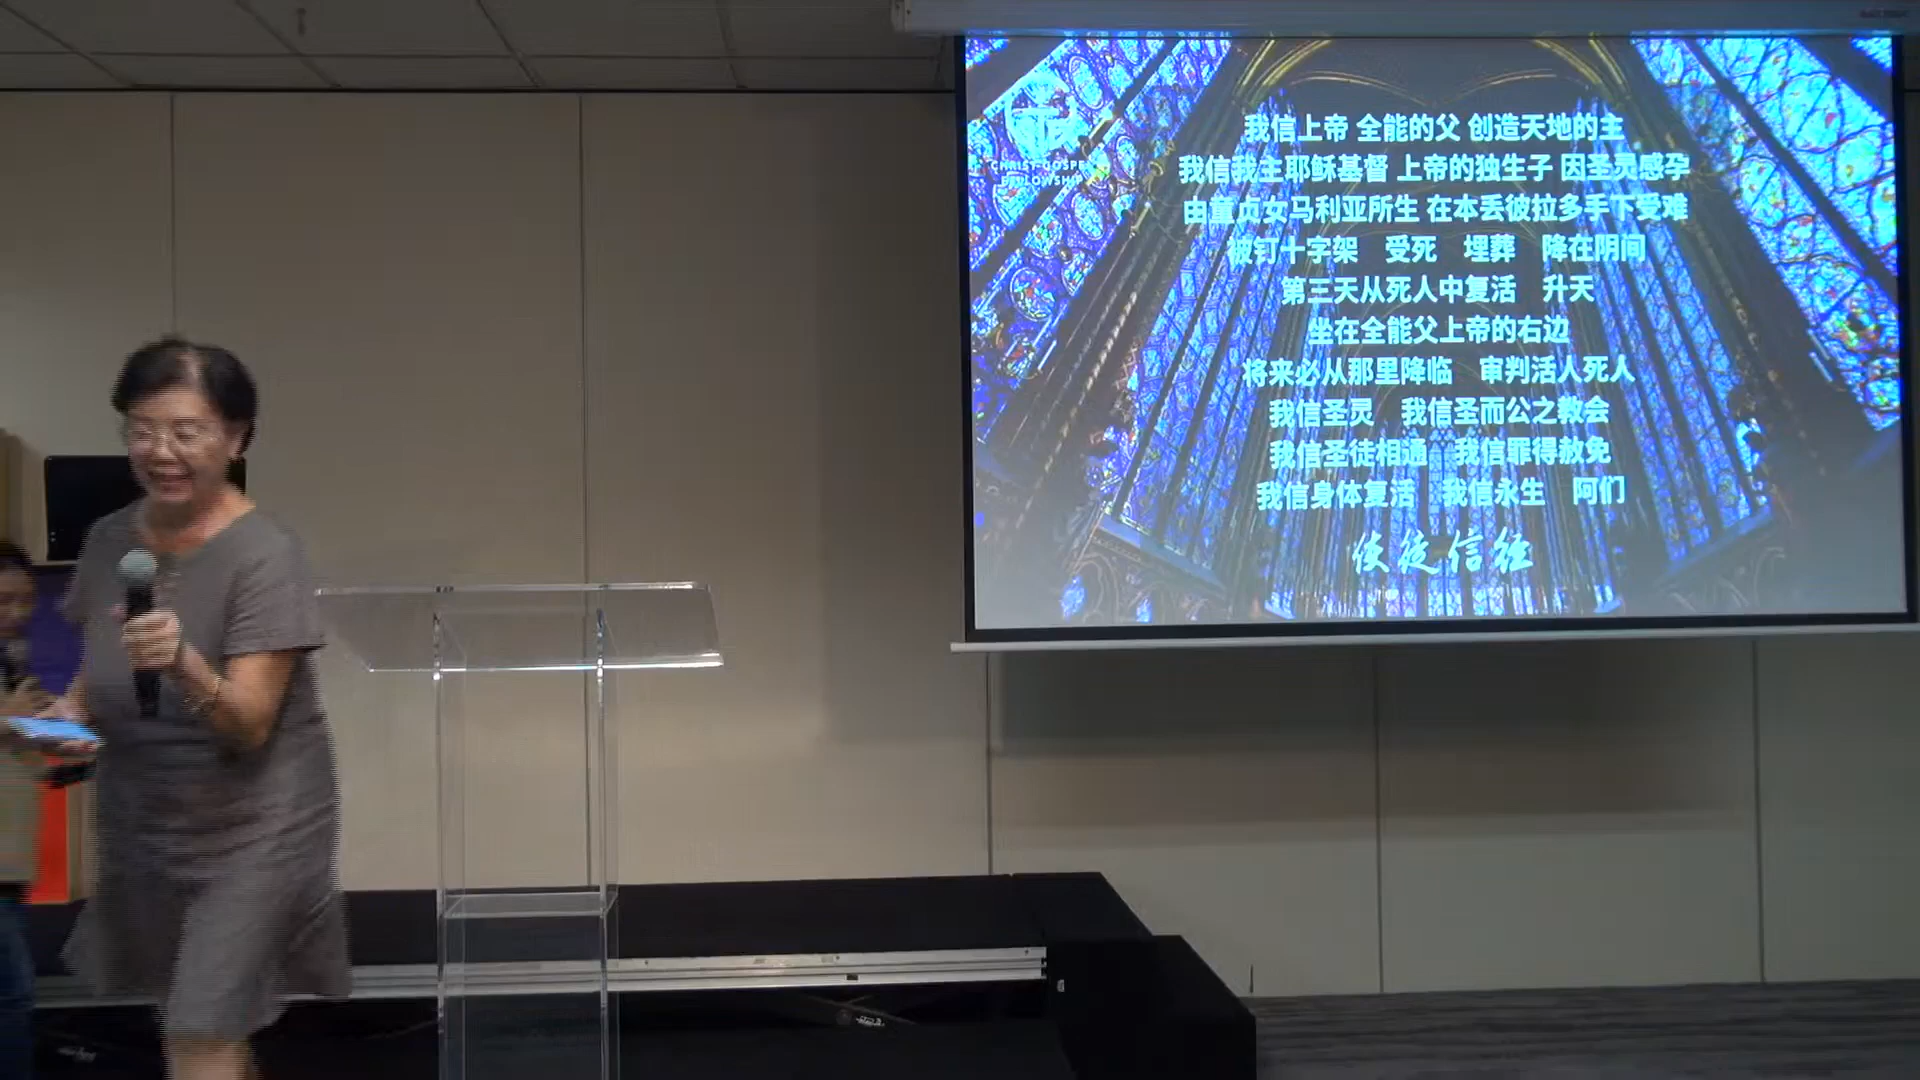 CHRIST GOSPEL
FELLOWSHIP
我信上帝 全能的父 创造天地的主
我信我主耶稣基督 上帝的独生子 因圣灵感孕
由童贞女马利亚所生 在本丢彼拉多手下受难
被钉十字架 受死 埋葬 降在阴间
第三天从死人中复活 升天
坐在全能父上帝的右边
将来必从那里降临 审判活人死人
我信圣灵 我信圣而公之教会
我信圣徒相通 我信罪得赦免
我信身体复活 我信永生 阿们
使徒信经